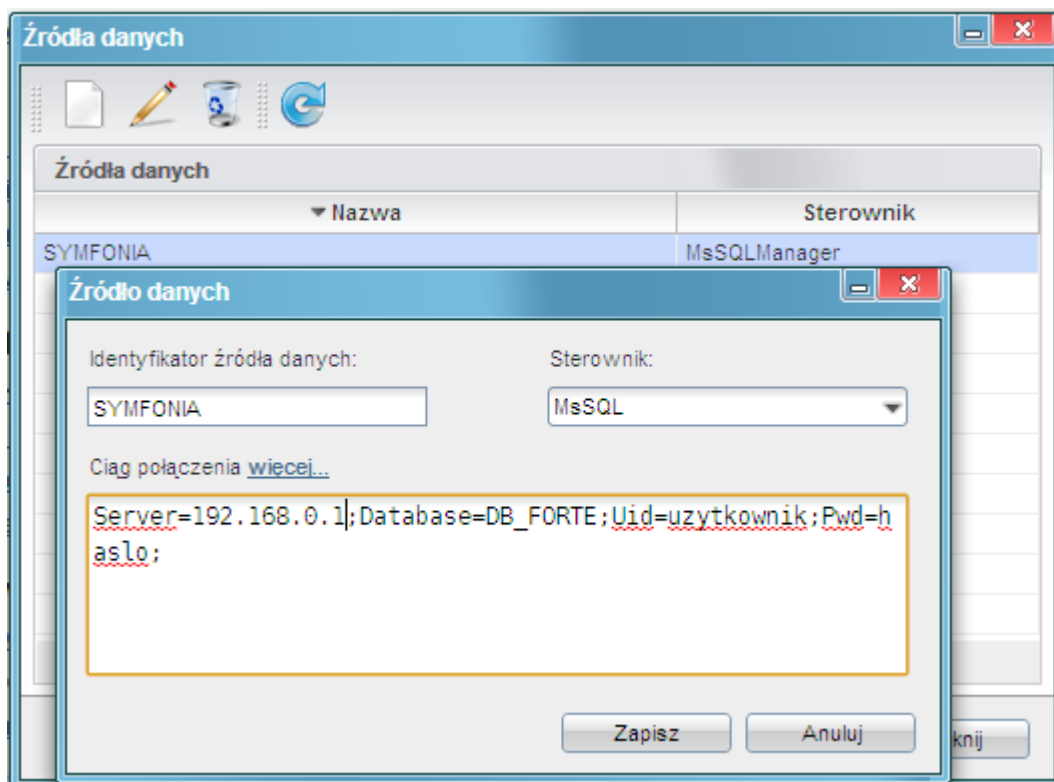 Źródła danych
Źródła danych
Nazwa Sterownik
SYMFONIA MsSQLManager
Źródło danych
Identyfikator źródła danych: Sterownik:
SYMFONIA MsSQL
Ciąg połączenia więcej...
Server=192.168.0.1;Database=DB_FORTE;Uid=uzytkownik;Pwd=h
aslo;
Zapisz Anuluj knij